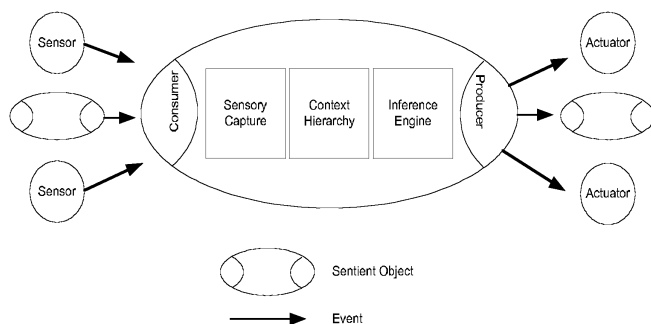 Sensor
Sensor
Consumer
Sensory
Capture
Context
Hierarchy
Inference
Engine
Producer
Actuator
Actuator
Sentient Object
Event